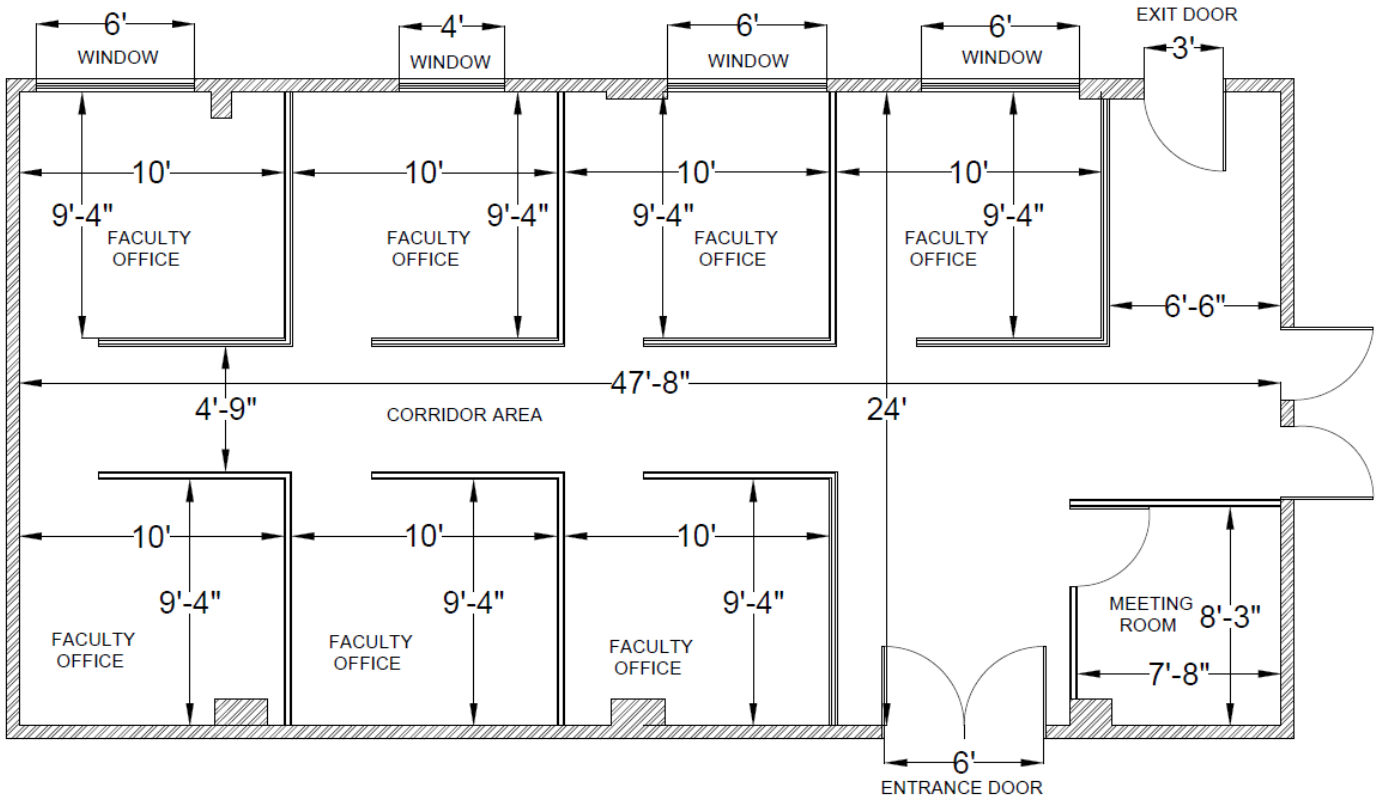 EXIT DOOR
6' 4' 6' 6' 3'
WINDOW WINDOW WINDOW WINDOW
10' 10' 10' 10'
9'-4" 9'-4" 9'-4" 9'-4"
FACULTY OFFICE
FACULTY OFFICE
FACULTY OFFICE
FACULTY OFFICE
6'-6"
47'-8"
4'-9" CORRIDOR AREA 24'
10' 10' 10'
9'-4" 9'-4" 9'-4"
FACULTY OFFICE
FACULTY OFFICE
FACULTY OFFICE
MEETING
ROOM 8'-3"
7'-8"
6'
ENTRANCE DOOR